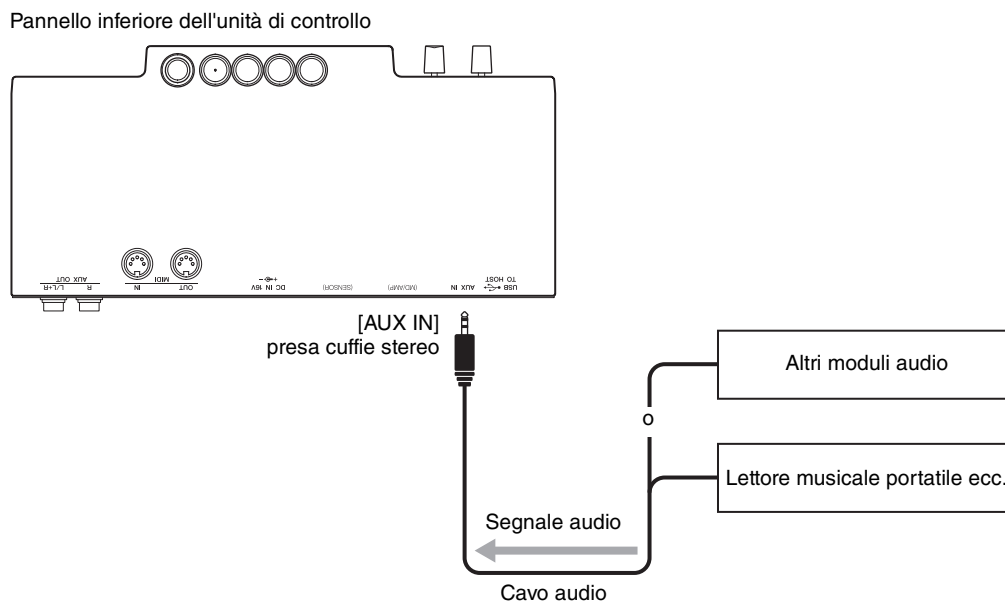 Pannello inferiore dell'unità di controllo
AUX OUT
L/L+R
R
MIDI
IN
OUT
DC IN 16V
(SENSOR)
(MD/AMP)
AUX IN
USB
TO HOST
[AUX IN]
presa cuffie stereo
Altri moduli audio
o
Lettore musicale portatile ecc.
Segnale audio
Cavo audio